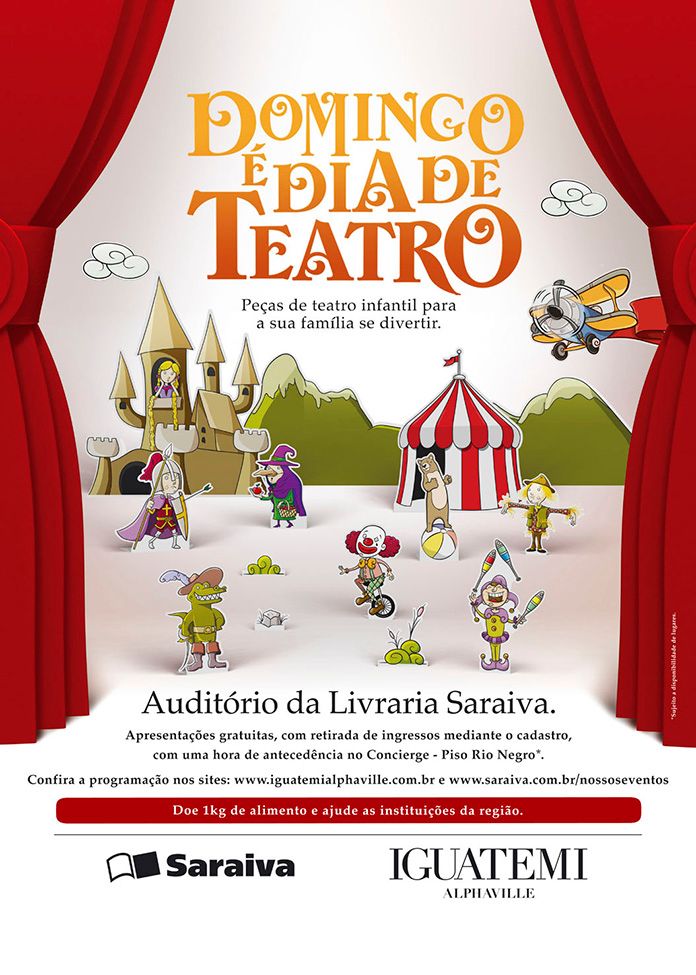 DOMINGO
É DIA DE
TEATRO
Peças de teatro infantil para
a sua família se divertir.
*Sujeito a disponibilidade de lugares.
Auditório da Livraria Saraiva.
Apresentações gratuitas, com retirada de ingressos mediante o cadastro,
com uma hora de antecedência no Concierge - Piso Rio Negro*.
Confira a programação nos sites: www.iguatemialphaville.com.br e www.saraiva.com.br/nossoseventos
Doe 1kg de alimento e ajude as instituições da região.
Saraiva
IGUATEMI
ALPHAVILLE